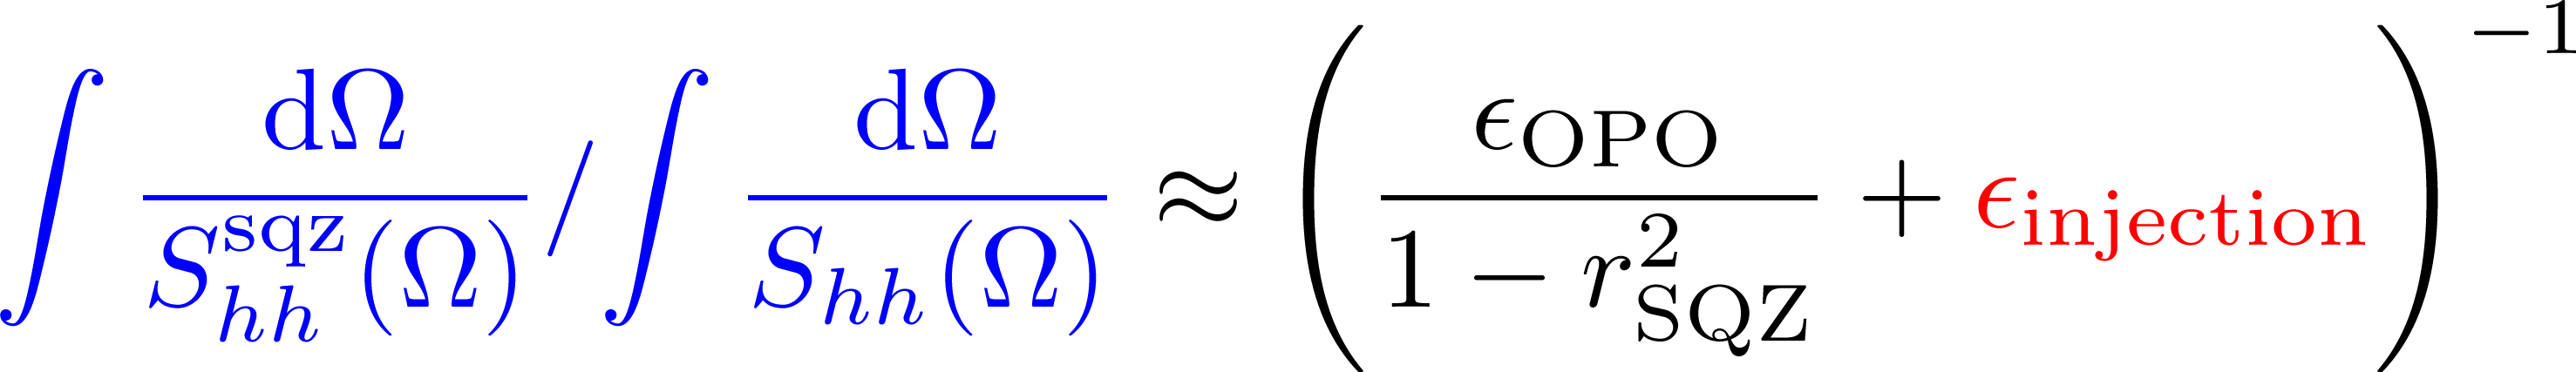 ∫ dΩ / S_{hh}^{sqz}(Ω) / ∫ dΩ / S_{hh}(Ω) ≈ ( ϵ_{OPO} / (1 − r_{SQZ}^{2}) + ϵ_{injection} )^{−1}